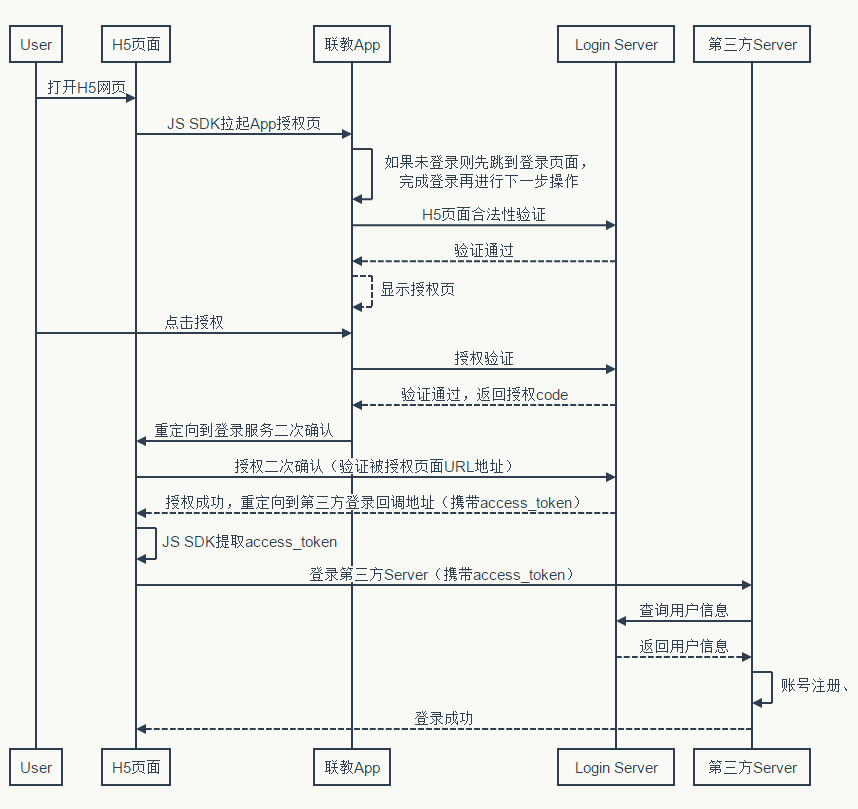 User
H5页面
联教App
Login Server
第三方Server
打开H5网页
JS SDK拉起App授权页
如果未登录则先跳到登录页面，
完成登录再进行下一步操作
H5页面合法性验证
验证通过
显示授权页
点击授权
授权验证
验证通过，返回授权code
重定向到登录服务二次确认
授权二次确认（验证被授权页面URL地址）
授权成功，重定向到第三方登录回调地址（携带access_token）
JS SDK提取access_token
登录第三方Server（携带access_token）
查询用户信息
返回用户信息
账号注册、
登录成功
User
H5页面
联教App
Login Server
第三方Server